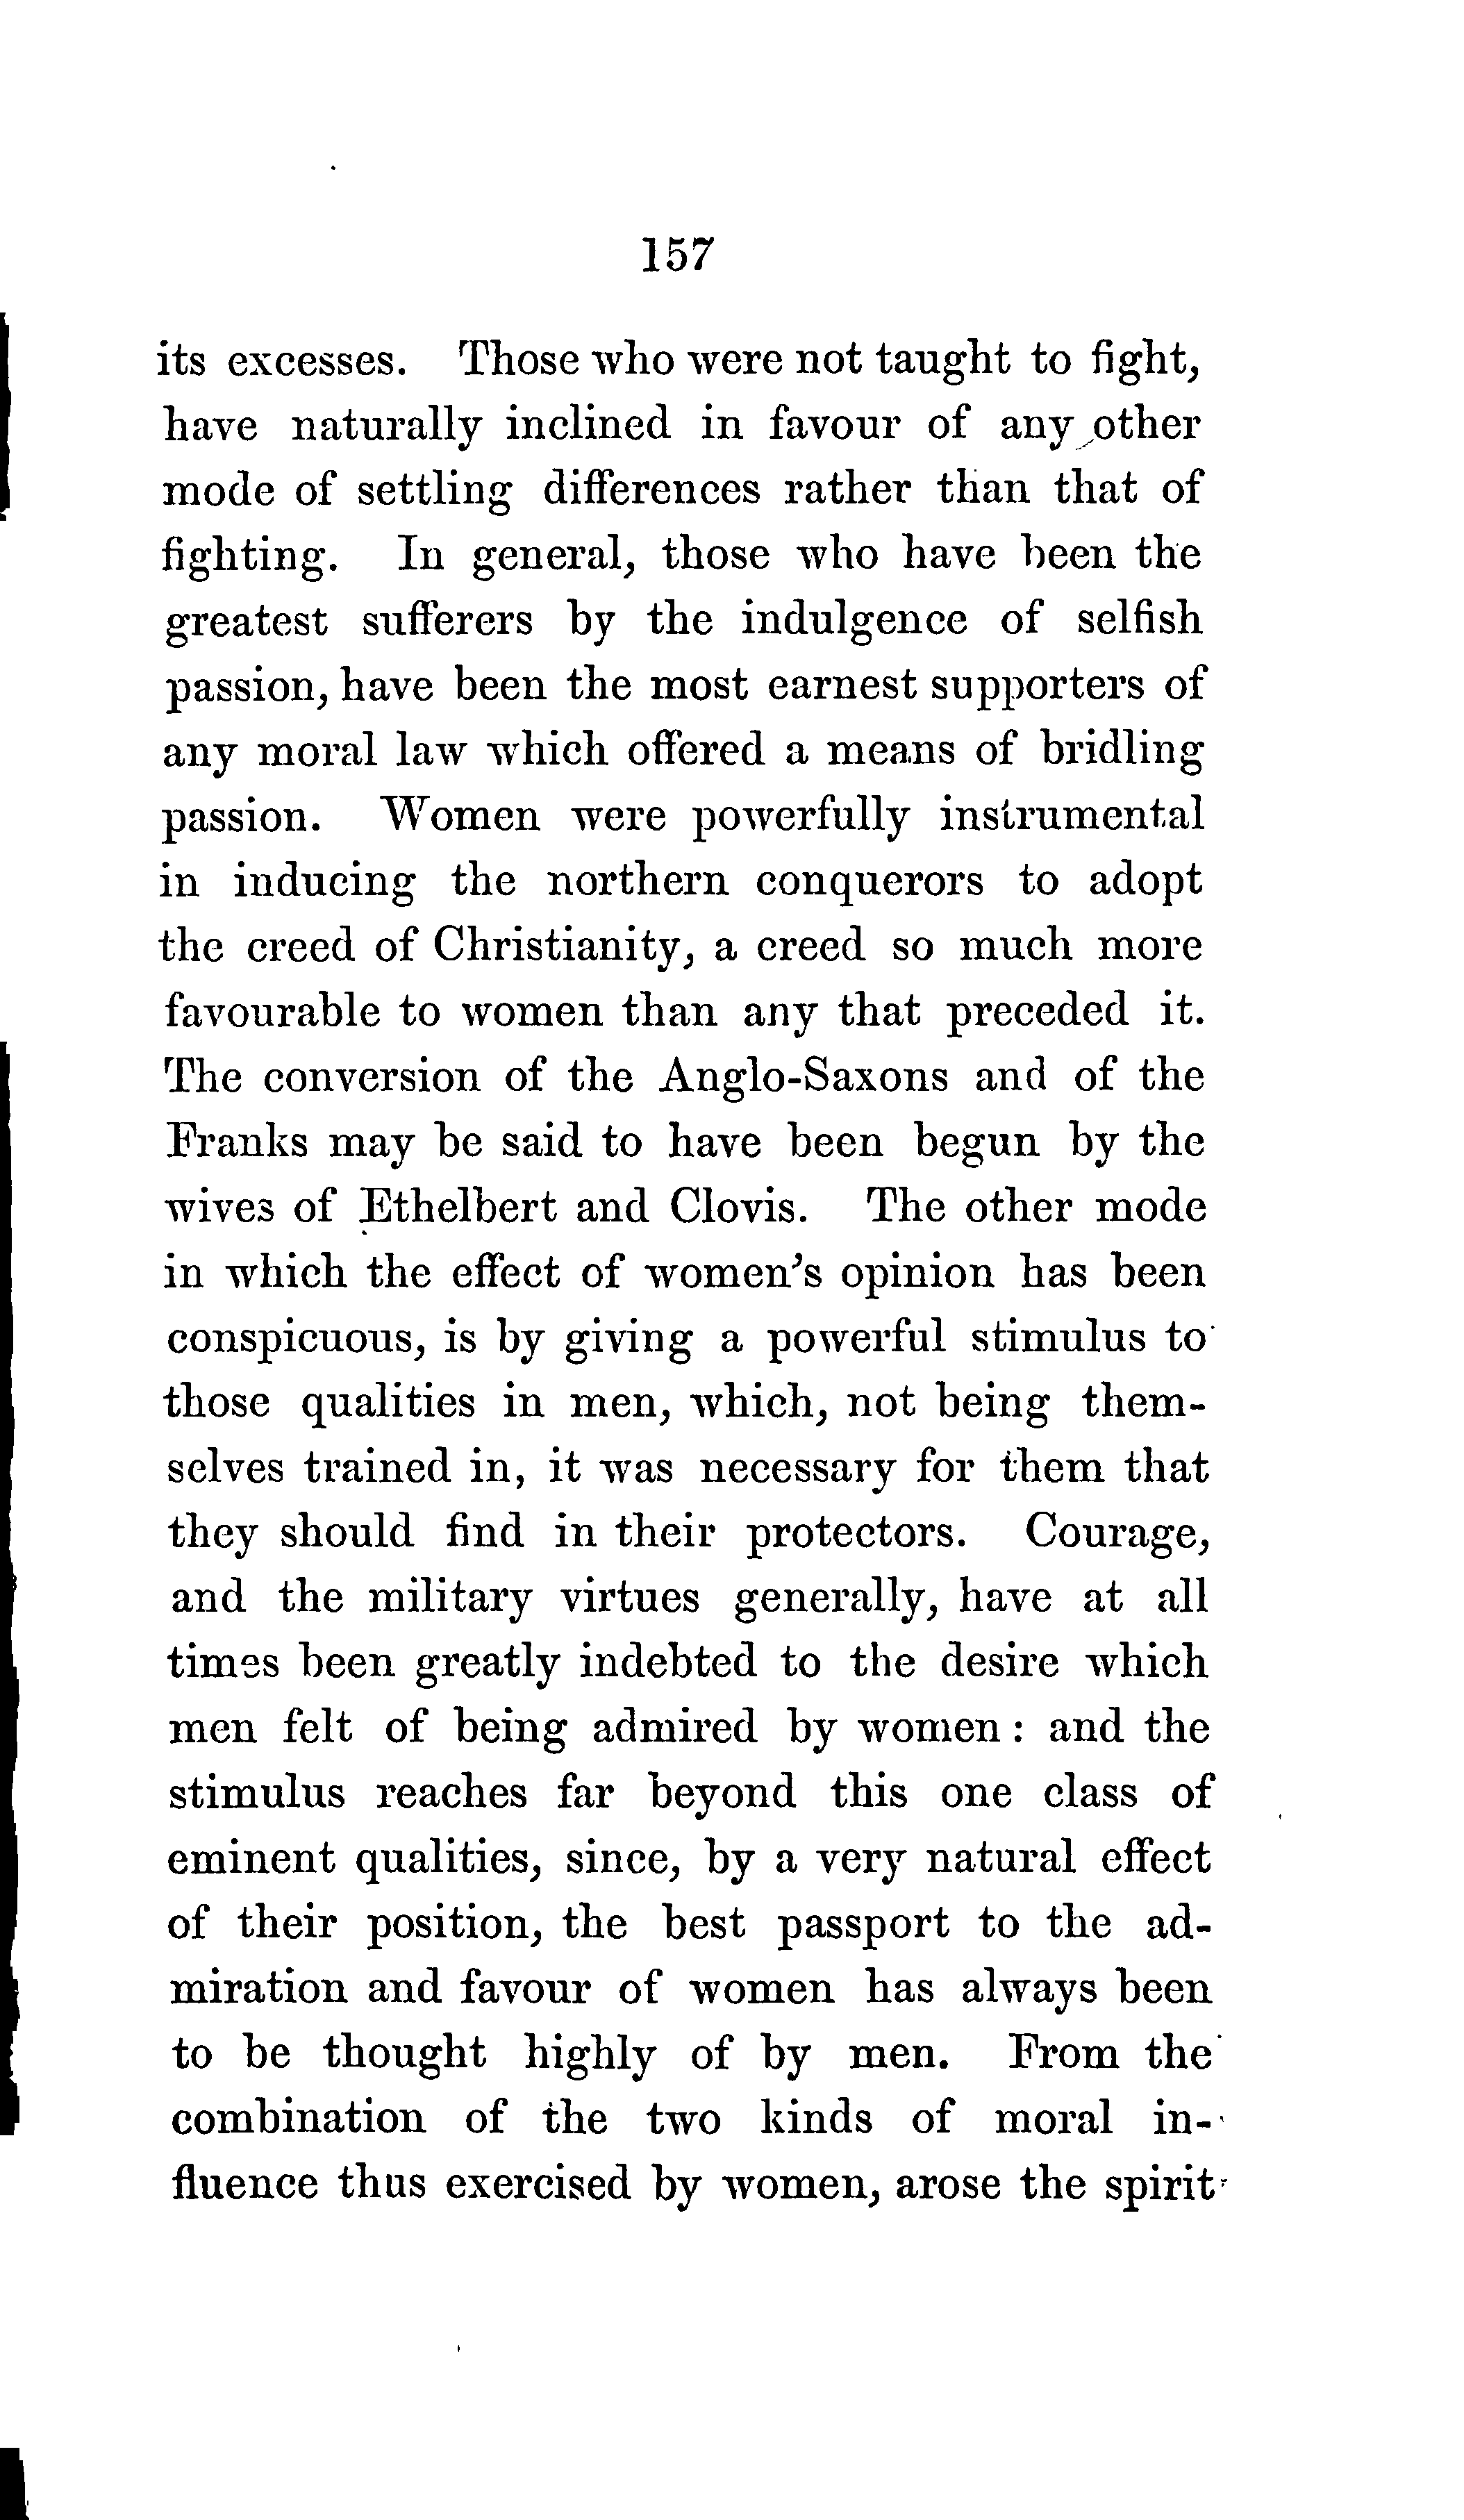 157
its excesses. Those who were not taught to fight,
have naturally inclined in favour of any other
mode of settling differences rather than that of
fighting. In general, those who have been the
greatest sufferers by the indulgence of selfish
passion, have been the most earnest supporters of
any moral law which offered a means of bridling
passion. Women were powerfully instrumental
in inducing the northern conquerors to adopt
the creed of Christianity, a creed so much more
favourable to women than any that preceded it.
The conversion of the Anglo-Saxons and of the
Franks may be said to have been begun by the
wives of Ethelbert and Clovis. The other mode
in which the effect of women's opinion has been
conspicuous, is by giving a powerful stimulus to
those qualities in men, which, not being them-
selves trained in, it was necessary for them that
they should find in their protectors. Courage,
and the military virtues generally, have at all
times been greatly indebted to the desire which
men felt of being admired by women: and the
stimulus reaches far beyond this one class of
eminent qualities, since, by a very natural effect
of their position, the best passport to the ad-
miration and favour of women has always been
to be thought highly of by men. From the
combination of the two kinds of moral in-
fluence thus exercised by women, arose the spirit